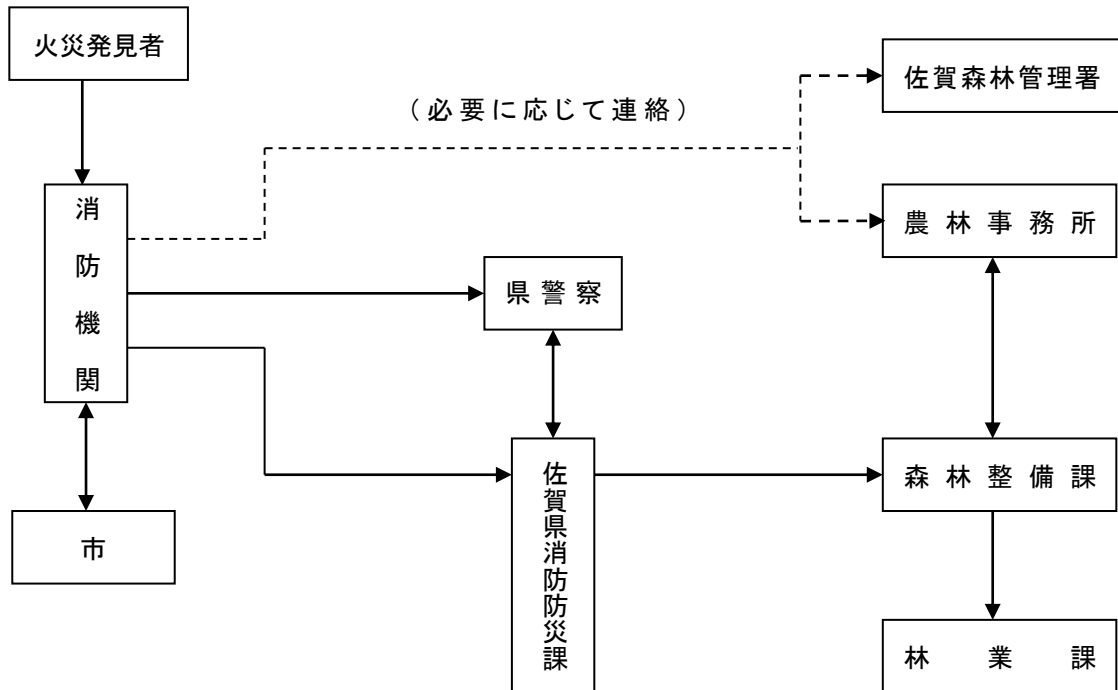 火災発見者
佐賀森林管理署
（必要に応じて連絡）
消防機関
農林事務所
県警察
佐賀県消防防災課
森林整備課
市
林業課